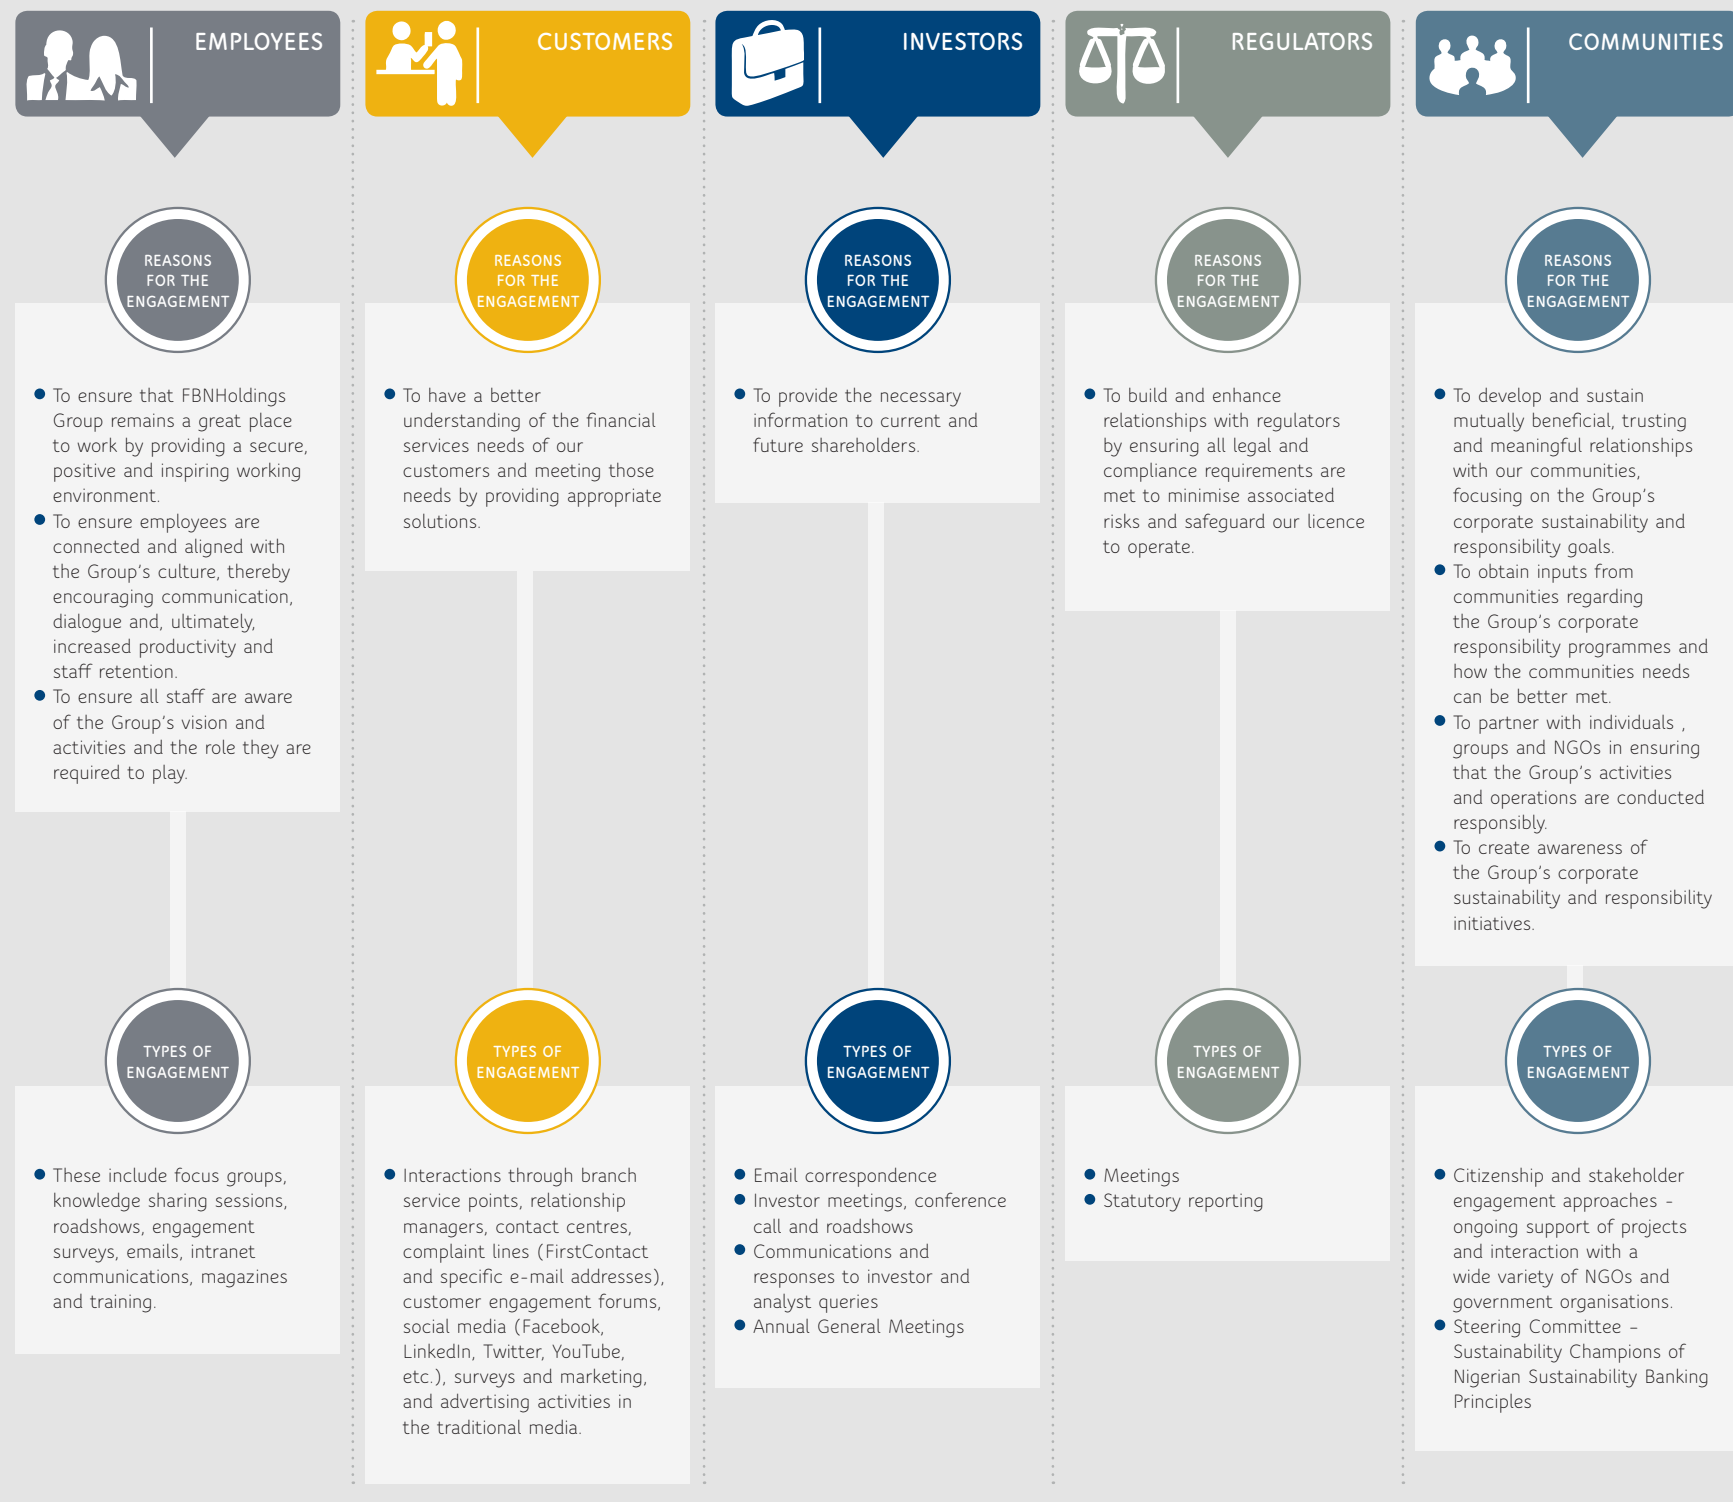 EMPLOYEES
REASONS
FOR THE
ENGAGEMENT
● To ensure that FBNHoldings
Group remains a great place
to work by providing a secure,
positive and inspiring working
environment.
● To ensure employees are
connected and aligned with
the Group's culture, thereby
encouraging communication,
dialogue and, ultimately,
increased productivity and
staff retention.
● To ensure all staff are aware
of the Group's vision and
activities and the role they are
required to play.
TYPES OF
ENGAGEMENT
● These include focus groups,
knowledge sharing sessions,
roadshows, engagement
surveys, emails, intranet
communications, magazines
and training.
CUSTOMERS
REASONS
FOR THE
ENGAGEMENT
● To have a better
understanding of the financial
services needs of our
customers and meeting those
needs by providing appropriate
solutions.
TYPES OF
ENGAGEMENT
● Interactions through branch
service points, relationship
managers, contact centres,
complaint lines (FirstContact
and specific e-mail addresses),
customer engagement forums,
social media (Facebook,
LinkedIn, Twitter, YouTube,
etc.), surveys and marketing,
and advertising activities in
the traditional media.
INVESTORS
REASONS
FOR THE
ENGAGEMENT
● To provide the necessary
information to current and
future shareholders.
TYPES OF
ENGAGEMENT
● Email correspondence
● Investor meetings, conference
call and roadshows
● Communications and
responses to investor and
analyst queries
● Annual General Meetings
REGULATORS
REASONS
FOR THE
ENGAGEMENT
● To build and enhance
relationships with regulators
by ensuring all legal and
compliance requirements are
met to minimise associated
risks and safeguard our licence
to operate.
TYPES OF
ENGAGEMENT
● Meetings
● Statutory reporting
COMMUNITIES
REASONS
FOR THE
ENGAGEMENT
● To develop and sustain
mutually beneficial, trusting
and meaningful relationships
with our communities,
focusing on the Group's
corporate sustainability and
responsibility goals.
● To obtain inputs from
communities regarding
the Group's corporate
responsibility programmes and
how the communities needs
can be better met.
● To partner with individuals ,
groups and NGOs in ensuring
that the Group's activities
and operations are conducted
responsibly.
● To create awareness of
the Group's corporate
sustainability and responsibility
initiatives.
TYPES OF
ENGAGEMENT
● Citizenship and stakeholder
engagement approaches -
ongoing support of projects
and interaction with a
wide variety of NGOs and
government organisations.
● Steering Committee –
Sustainability Champions of
Nigerian Sustainability Banking
Principles